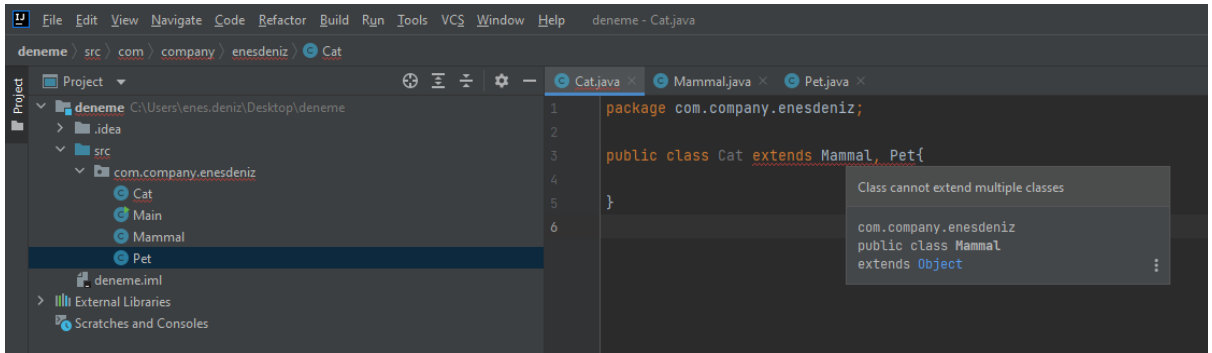 File Edit View Navigate Code Refactor Build Run Tools VCS Window Help deneme - Cat.java
deneme src com company enesdeniz Cat
Project
Project
Cat.java Mammal.java Pet.java
deneme C:\Users\enes.deniz\Desktop\deneme
.idea
src
com.company.enesdeniz
Cat
Main
Mammal
Pet
deneme.iml
External Libraries
Scratches and Consoles
1 package com.company.enesdeniz;
2
3 public class Cat extends Mammal, Pet{
4
5 }
6
Class cannot extend multiple classes
com.company.enesdeniz
public class Mammal
extends Object